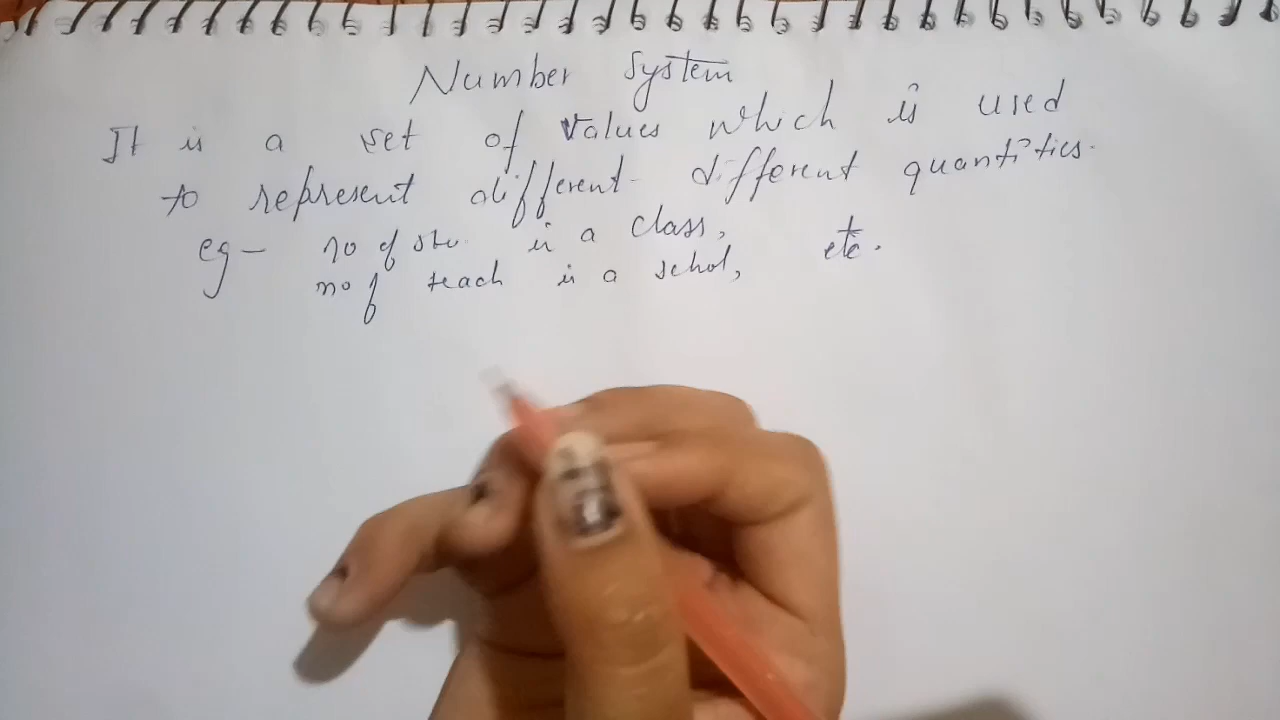 Number System
It is a set of values which is used
to represent different different quantities.
eg- no of stu. in a class,
no of teach in a schol, etc.